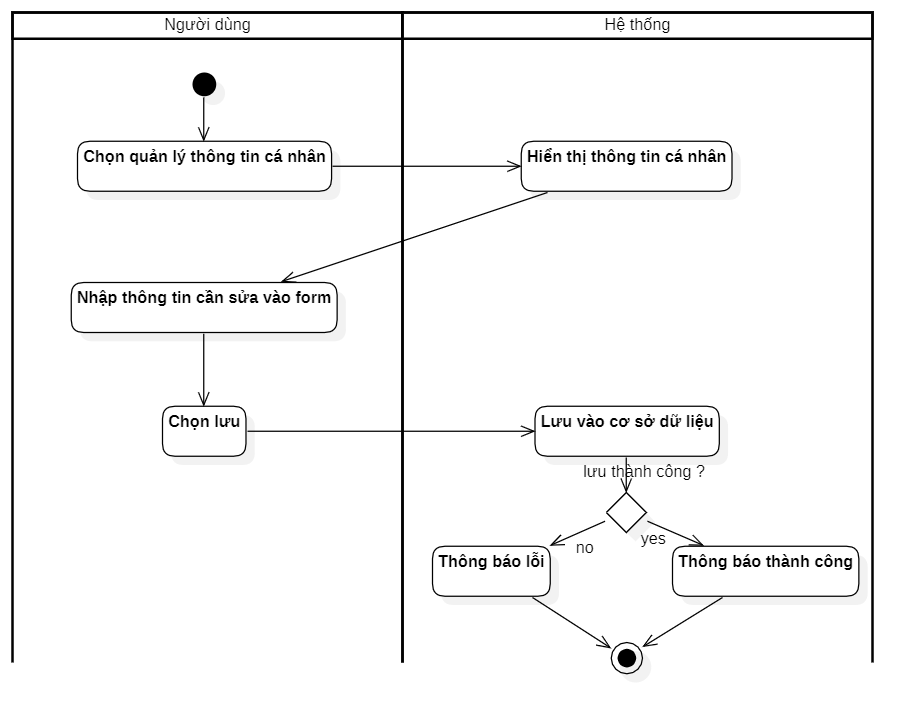 Người dùng
Hệ thống
Chọn quản lý thông tin cá nhân
Hiển thị thông tin cá nhân
Nhập thông tin cần sửa vào form
Chọn lưu
Lưu vào cơ sở dữ liệu
lưu thành công ?
no
yes
Thông báo lỗi
Thông báo thành công